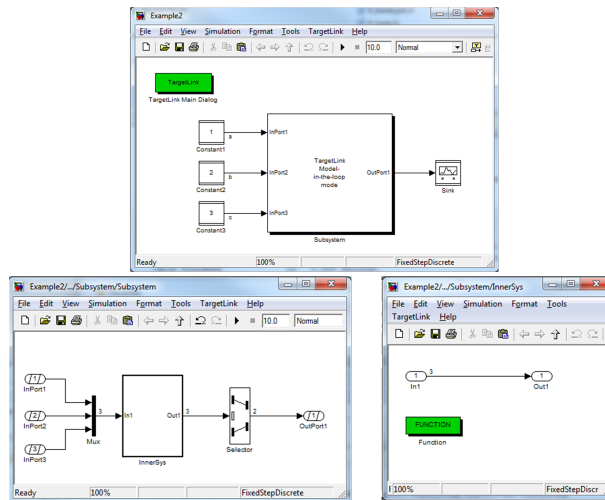 Example2
File Edit View Simulation Format Tools TargetLink Help
10.0 Normal
TargetLink
TargetLink Main Dialog
1 a InPort1
Constant1
2 b InPort2
Constant2
3 c InPort3
Constant3
TargetLink
Model-
in-the-loop
mode
OutPort1
Subsystem
Sink
Ready 100% FixedStepDiscrete
Example2/.../Subsystem/Subsystem
File Edit View Simulation Format Tools TargetLink Help
10.0 Normal
/1/
InPort1
/2/
InPort2
/3/
InPort3
Mux
3
In1 Out1
InnerSys
3
Selector
2
/1/
OutPort1
Ready 100% FixedStepDiscrete
Example2/.../Subsystem/InnerSys
File Edit View Simulation Format Tools
TargetLink Help
1 3 1
In1 Out1
FUNCTION
Function
100% FixedStepDiscr